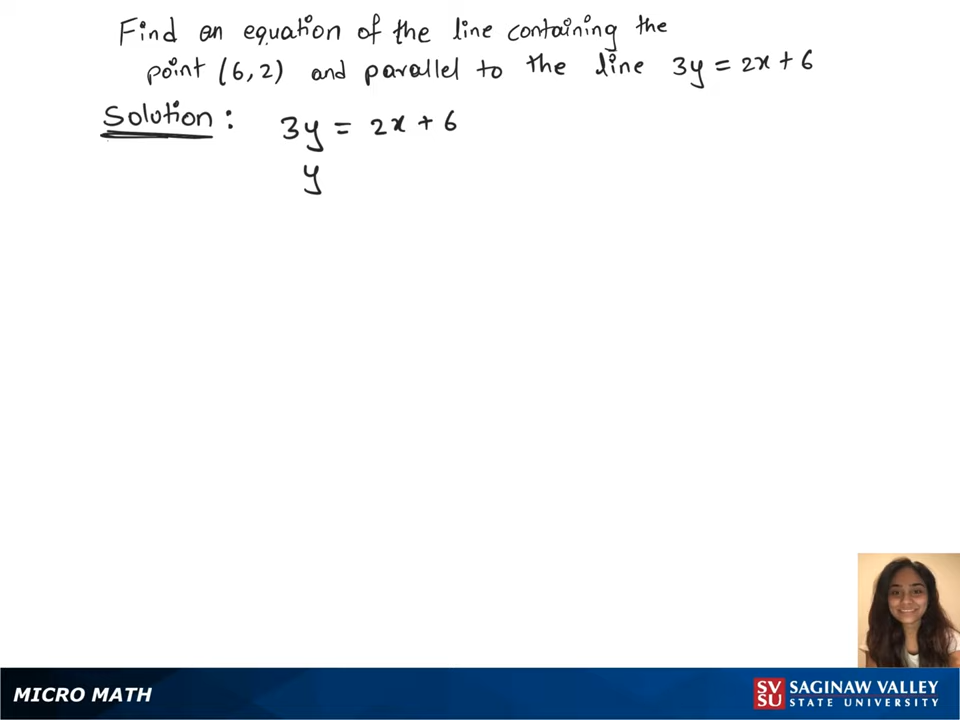 Find an equation of the line containing the
point (6,2) and parallel to the line 3y = 2x + 6
Solution : 3y = 2x + 6
y
MICRO MATH
SV
SU
SAGINAW VALLEY
STATE UNIVERSITY